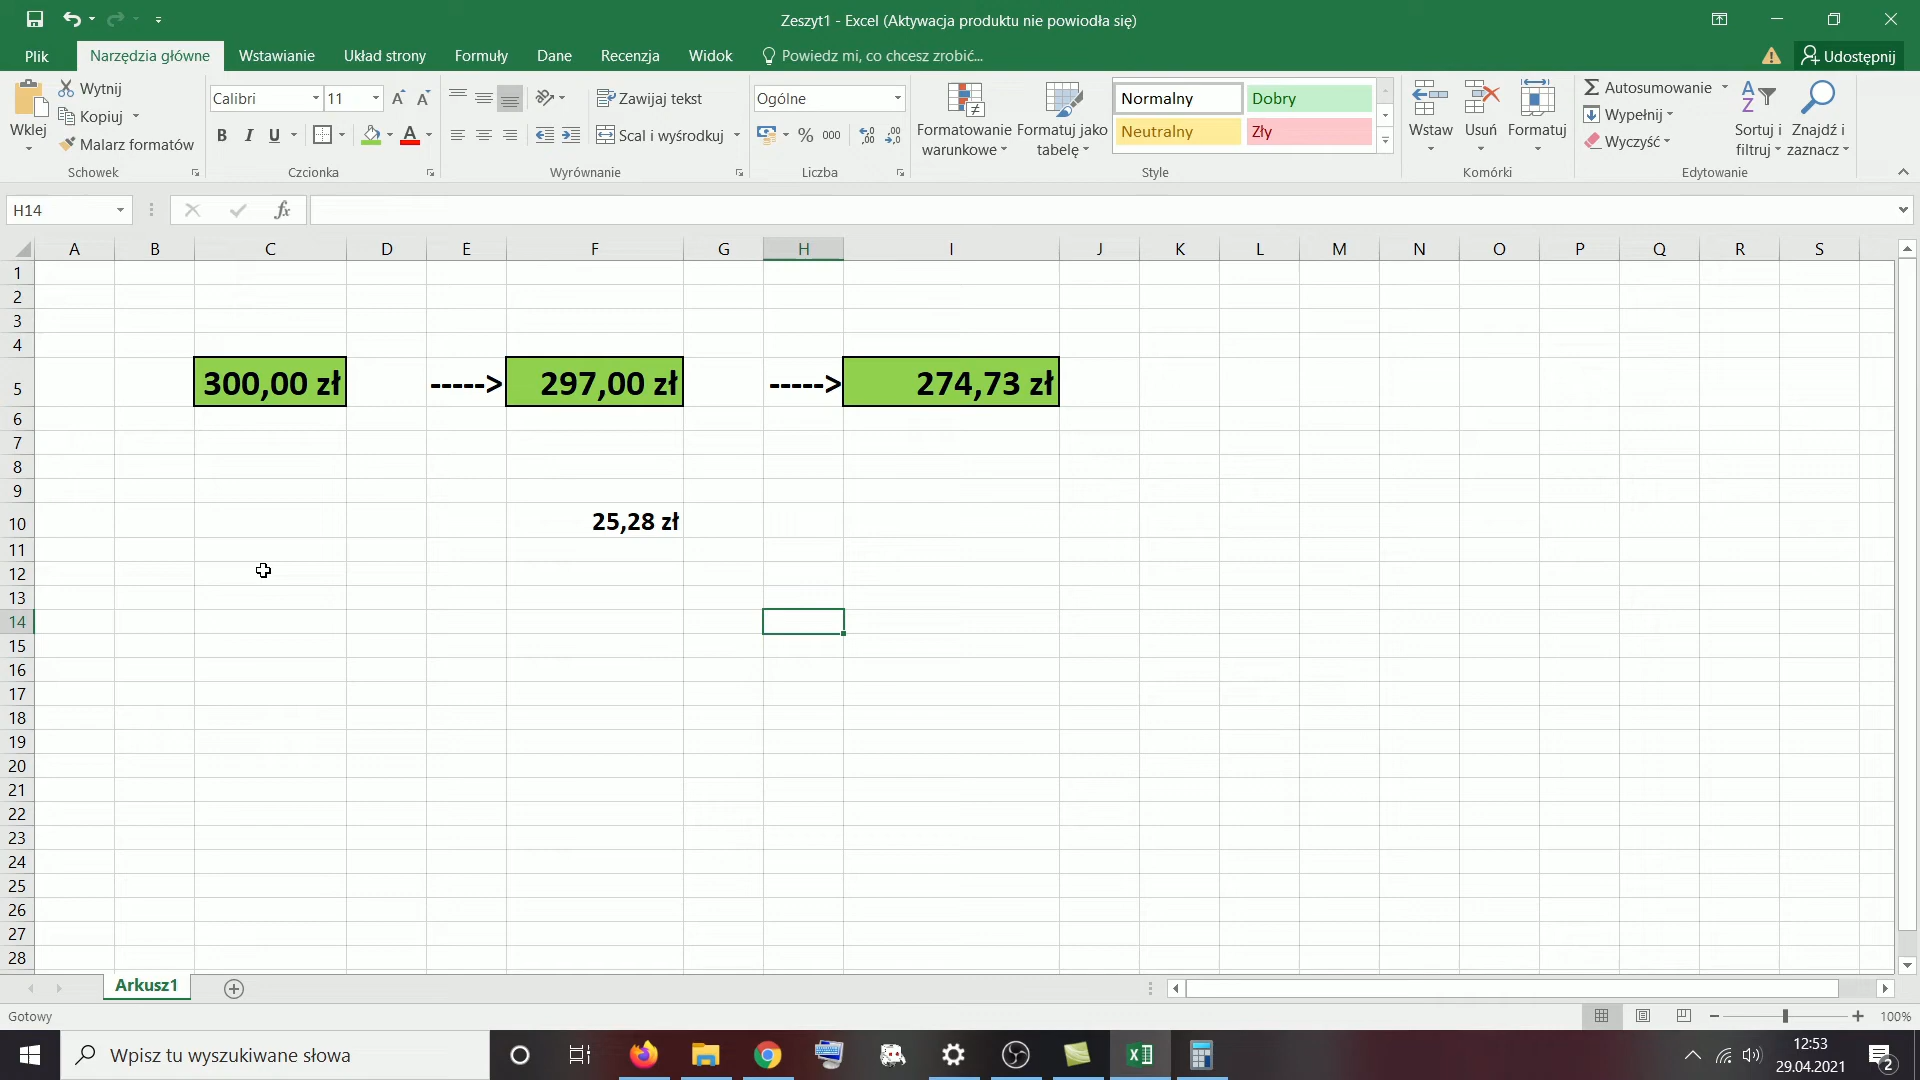 Zeszyt1 - Excel (Aktywacja produktu nie powiodła się)
Plik Narzędzia główne Wstawianie Układ strony Formuły Dane Recenzja Widok Powiedz mi, co chcesz zrobić... Udostępnij
Wklej
Wytnij
Kopiuj
Malarz formatów
Schowek
Calibri 11
B I U A
Czcionka
Zawijaj tekst
Scal i wyśrodkuj
Wyrównanie
Ogólne
% 000
Liczba
Formatowanie warunkowe
Formatuj jako tabelę
Normalny Dobry
Neutralny Zły
Style
Wstaw Usuń Formatuj
Komórki
Autosumowanie
Wypełnij
Wyczyść
Sortuj i filtruj
Znajdź i zaznacz
Edytowanie
H14 fx
A B C D E F G H I J K L M N O P Q R S
1
2
3
4
5 300,00 zł -----> 297,00 zł -----> 274,73 zł
6
7
8
9
10 25,28 zł
11
12
13
14
15
16
17
18
19
20
21
22
23
24
25
26
27
28
Arkusz1
Gotowy 100%
Wpisz tu wyszukiwane słowa
12:53
29.04.2021
2